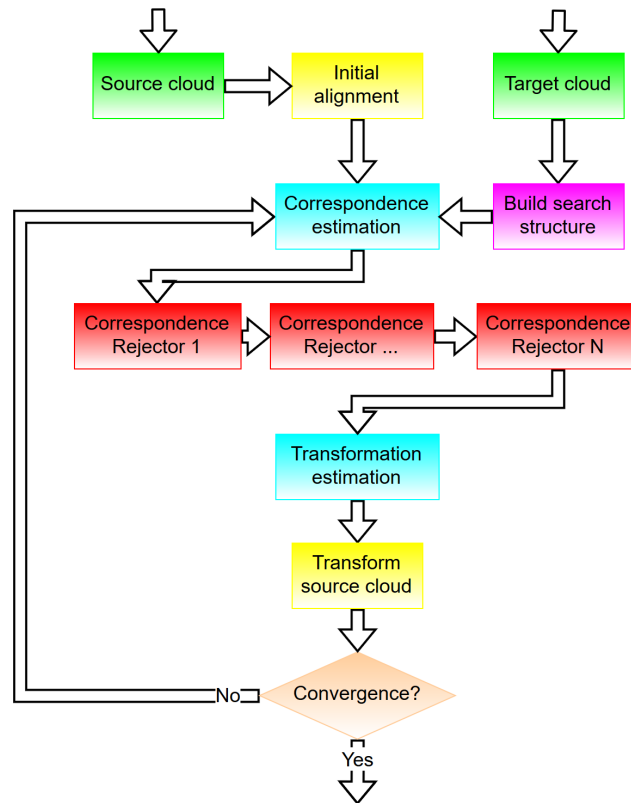 Source cloud
Initial
alignment
Target cloud
Correspondence
estimation
Build search
structure
Correspondence
Rejector 1
Correspondence
Rejector ...
Correspondence
Rejector N
Transformation
estimation
Transform
source cloud
No
Convergence?
Yes